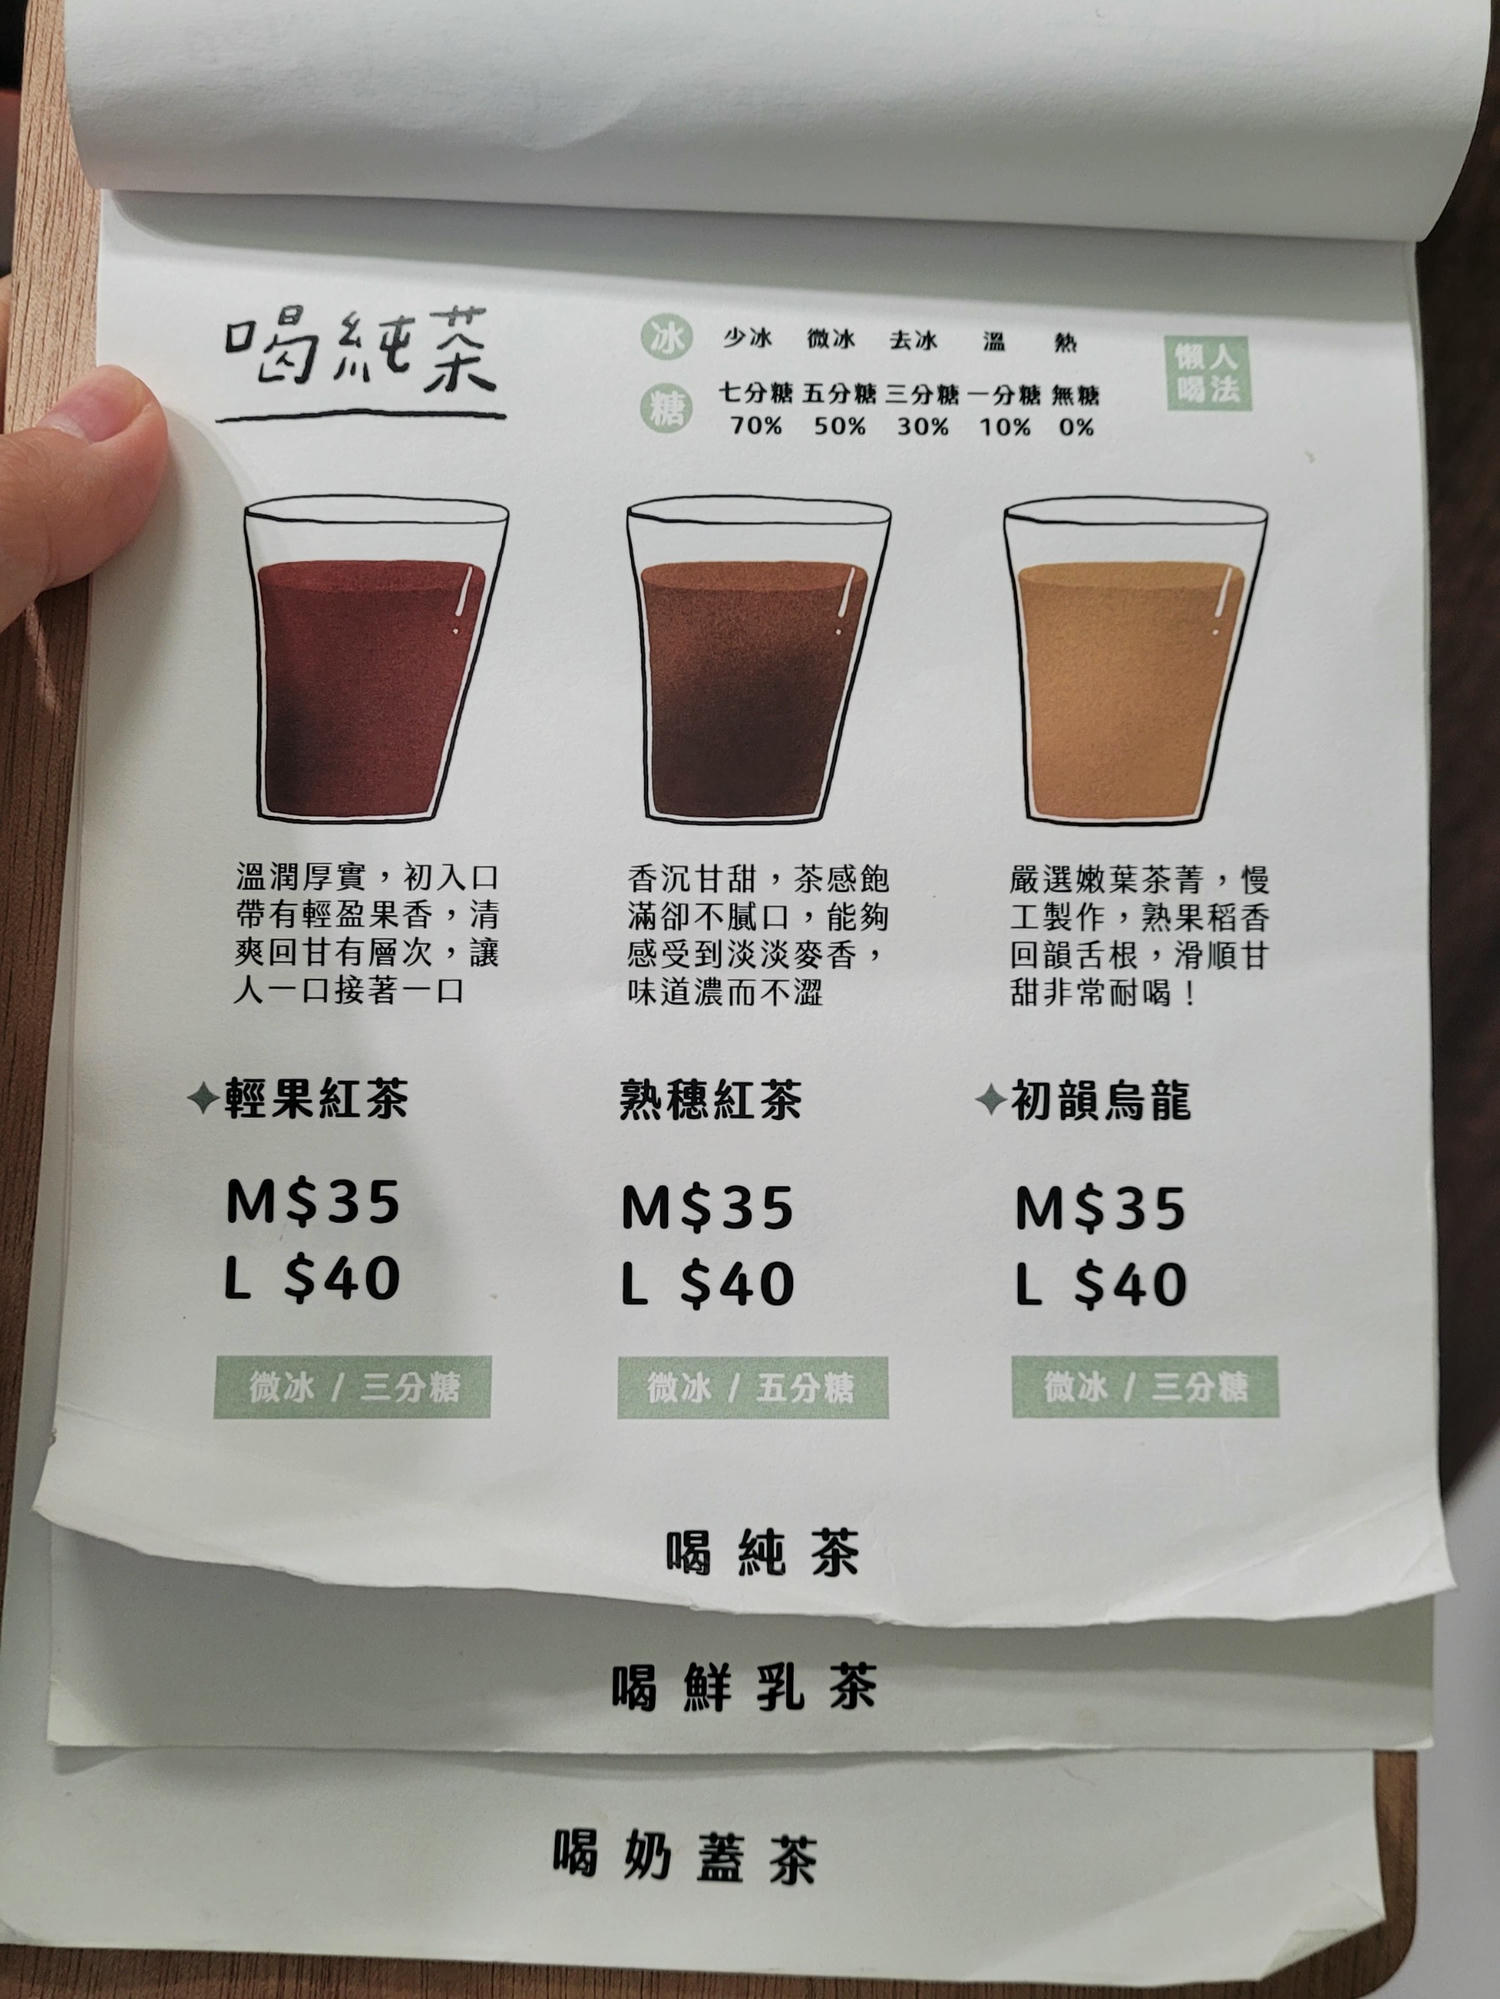 喝純茶
冰 少冰 微冰 去冰 溫 熱
糖 七分糖 五分糖 三分糖 一分糖 無糖
70% 50% 30% 10% 0%
懶人
喝法
溫潤厚實，初入口
帶有輕盈果香，清
爽回甘有層次，讓
人一口接著一口
✦輕果紅茶
M$35
L $40
微冰 / 三分糖
香沉甘甜，茶感飽
滿卻不膩口，能夠
感受到淡淡麥香，
味道濃而不澀
熟穗紅茶
M$35
L $40
微冰 / 五分糖
嚴選嫩葉茶菁，慢
工製作，熟果稻香
回韻舌根，滑順甘
甜非常耐喝！
✦初韻烏龍
M$35
L $40
微冰 / 三分糖
喝純茶
喝鮮乳茶
喝奶蓋茶